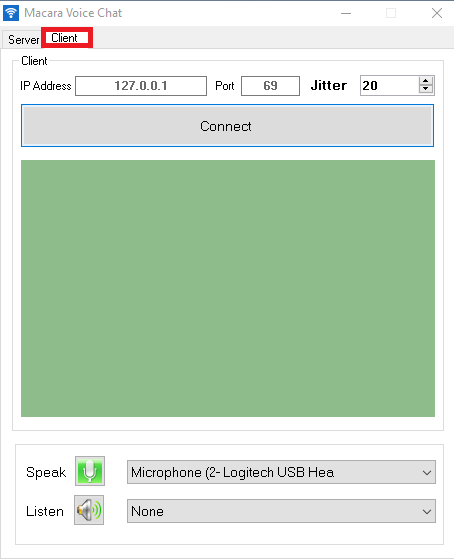 Macara Voice Chat
Server Client
Client
IP Address 127.0.0.1 Port 69 Jitter 20
Connect
Speak Microphone (2- Logitech USB Hea
Listen None